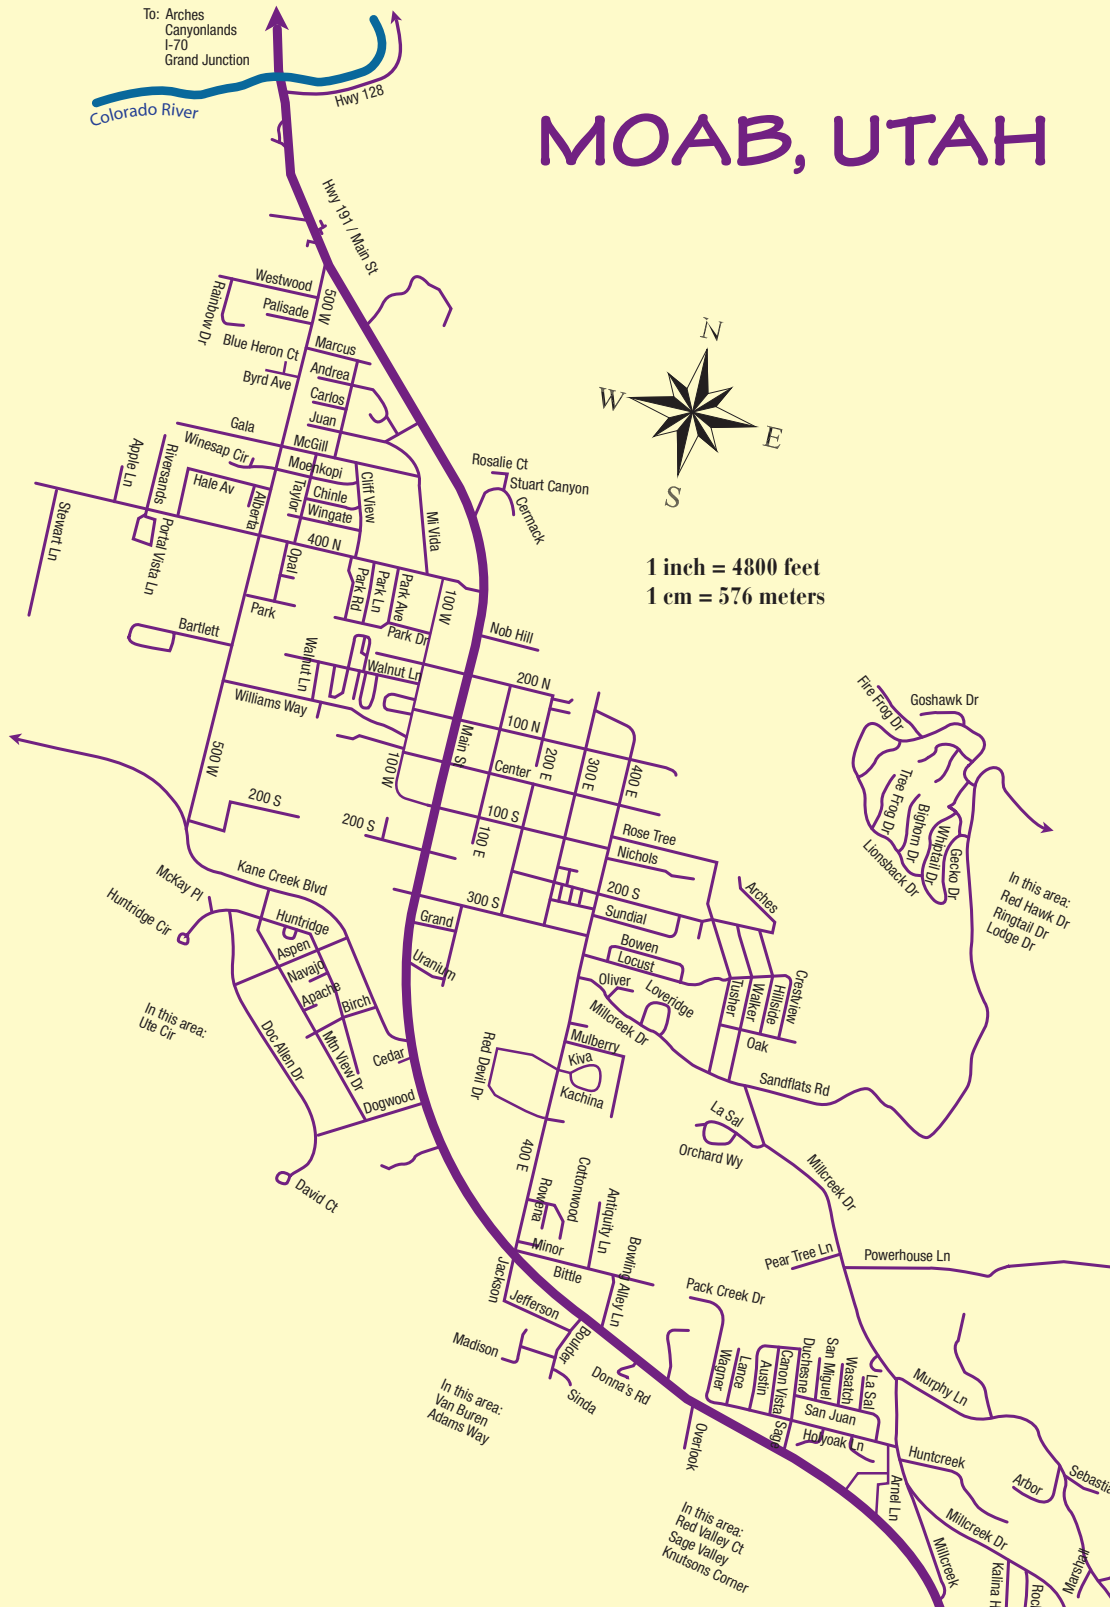 To: Arches
Canyonlands
I-70
Grand Junction
Hwy 128
Colorado River
MOAB, UTAH
Hwy 191 / Main St
Westwood
500 W
Rainbow Dr
Palisade
Blue Heron Ct
Marcus
Byrd Ave
Andrea
Carlos
Juan
Gala
McGill
Winesap Cir
Apple Ln
Riversands
Moenkopi
Hale Av
Alberta
Taylor
Chinle
Cliff View
Wingate
Mi Vida
Rosalie Ct
Stuart Canyon
Cermack
N
W
E
S
Stewart Ln
Portal Vista Ln
400 N
Opal
Park Rd
Park Ln
Park Ave
100 W
Park
Park Dr
Nob Hill
Bartlett
Walnut Ln
Walnut Ln
200 N
Williams Way
1 inch = 4800 feet
1 cm = 576 meters
100 N
Main St
500 W
100 W
Center
200 E
300 E
400 E
Fire Frog Dr
Goshawk Dr
Tree Frog Dr
Bighorn Dr
Whiptail Dr
Gecko Dr
Lionsback Dr
In this area:
Red Hawk Dr
Ringtail Dr
Lodge Dr
200 S
200 S
100 S
100 E
Rose Tree
Nichols
Kane Creek Blvd
McKay Pl
Huntridge Cir
Huntridge
300 S
Grand
200 S
Sundial
Arches
Aspen
Navajo
Apache
Birch
Uranium
Bowen
Locust
Oliver
Loveridge
Millcreek Dr
Tusher
Walker
Hillside
Crestview
In this area:
Ute Cir
Doc Allen Dr
Mtn View Dr
Cedar
Dogwood
Red Devil Dr
Mulberry
Kiva
Kachina
Oak
Sandflats Rd
La Sal
Orchard Wy
David Ct
400 E
Cottonwood
Rowena
Antiquity Ln
Millcreek Dr
Minor
Bittle
Bowling Alley Ln
Pear Tree Ln
Powerhouse Ln
Jackson
Jefferson
Pack Creek Dr
Madison
Boulder
Donna's Rd
Sinda
Wagner
Lance
Austin
Canon Vista
Duchesne
San Miguel
Wasatch
La Sal
Murphy Ln
In this area:
Van Buren
Adams Way
San Juan
Sage
Holyoak Ln
Overlook
Huntcreek
Arnel Ln
Arbor
Sebastia
In this area:
Red Valley Ct
Sage Valley
Knutsons Corner
Millcreek Dr
Millcreek
Kalina H
Roc
Marshall